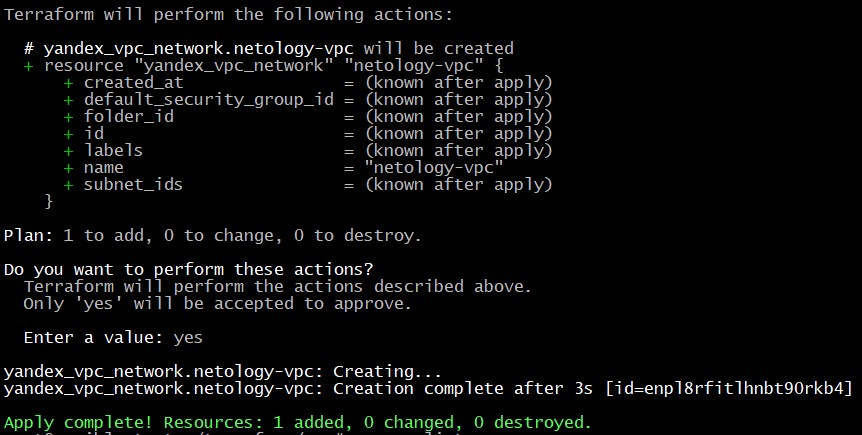 Terraform will perform the following actions:
# yandex_vpc_network.netology-vpc will be created
+ resource "yandex_vpc_network" "netology-vpc" {
+ created_at = (known after apply)
+ default_security_group_id = (known after apply)
+ folder_id = (known after apply)
+ id = (known after apply)
+ labels = (known after apply)
+ name = "netology-vpc"
+ subnet_ids = (known after apply)
}
Plan: 1 to add, 0 to change, 0 to destroy.
Do you want to perform these actions?
Terraform will perform the actions described above.
Only 'yes' will be accepted to approve.
Enter a value: yes
yandex_vpc_network.netology-vpc: Creating...
yandex_vpc_network.netology-vpc: Creation complete after 3s [id=enpl8rfitlhnbt90rkb4]
Apply complete! Resources: 1 added, 0 changed, 0 destroyed.